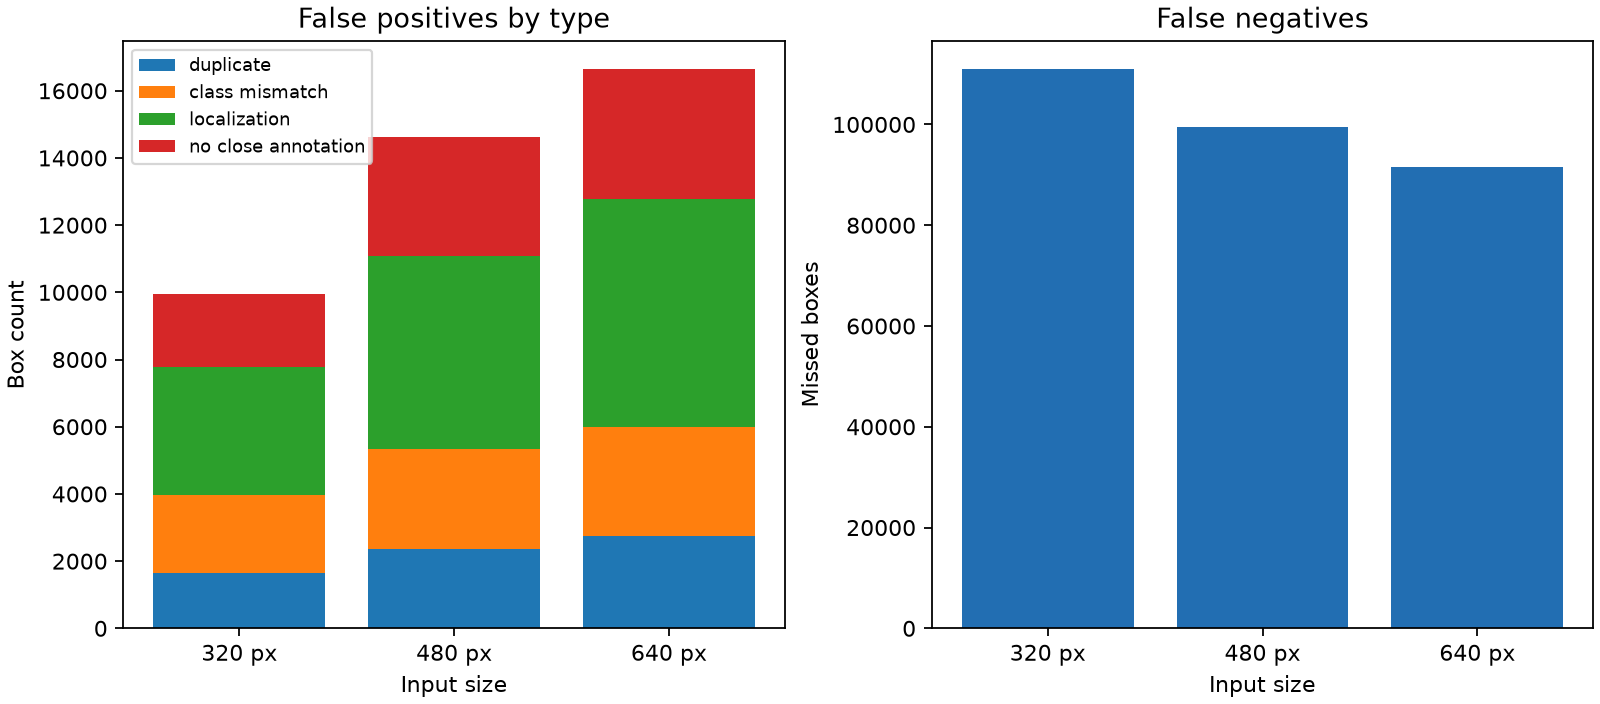 False positives by type
duplicate
class mismatch
localization
no close annotation
Box count
16000
14000
12000
10000
8000
6000
4000
2000
0
320 px
480 px
640 px
Input size
False negatives
Missed boxes
100000
80000
60000
40000
20000
0
320 px
480 px
640 px
Input size